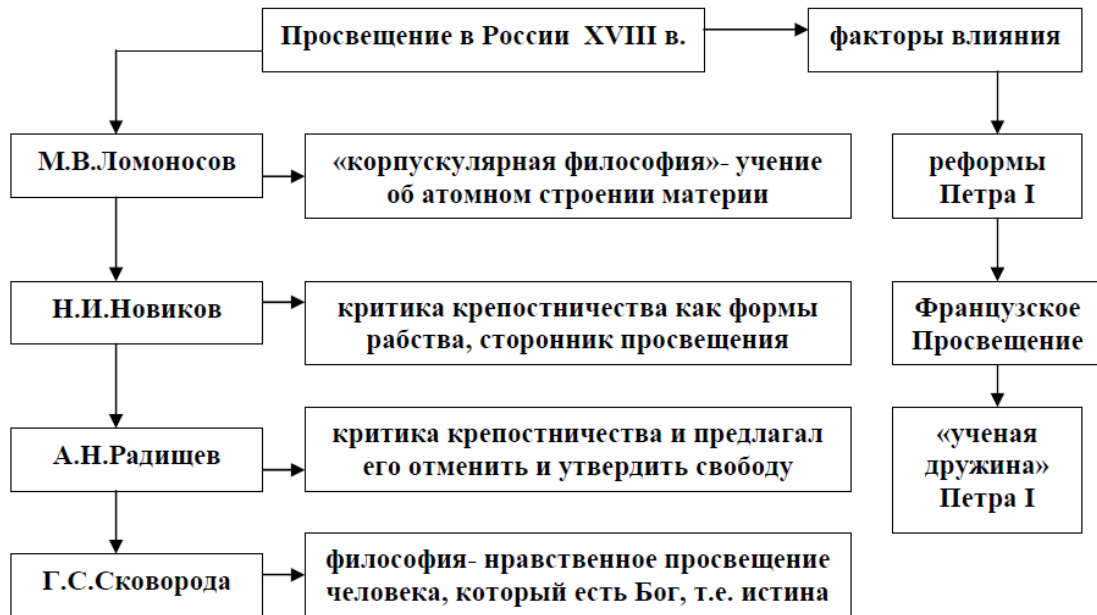 Просвещение в России XVIII в.
факторы влияния
М.В.Ломоносов
«корпускулярная философия»- учение
об атомном строении материи
реформы
Петра I
Н.И.Новиков
критика крепостничества как формы
рабства, сторонник просвещения
Французское
Просвещение
А.Н.Радищев
критика крепостничества и предлагал
его отменить и утвердить свободу
«ученая
дружина»
Петра I
Г.С.Сковорода
философия- нравственное просвещение
человека, который есть Бог, т.е. истина